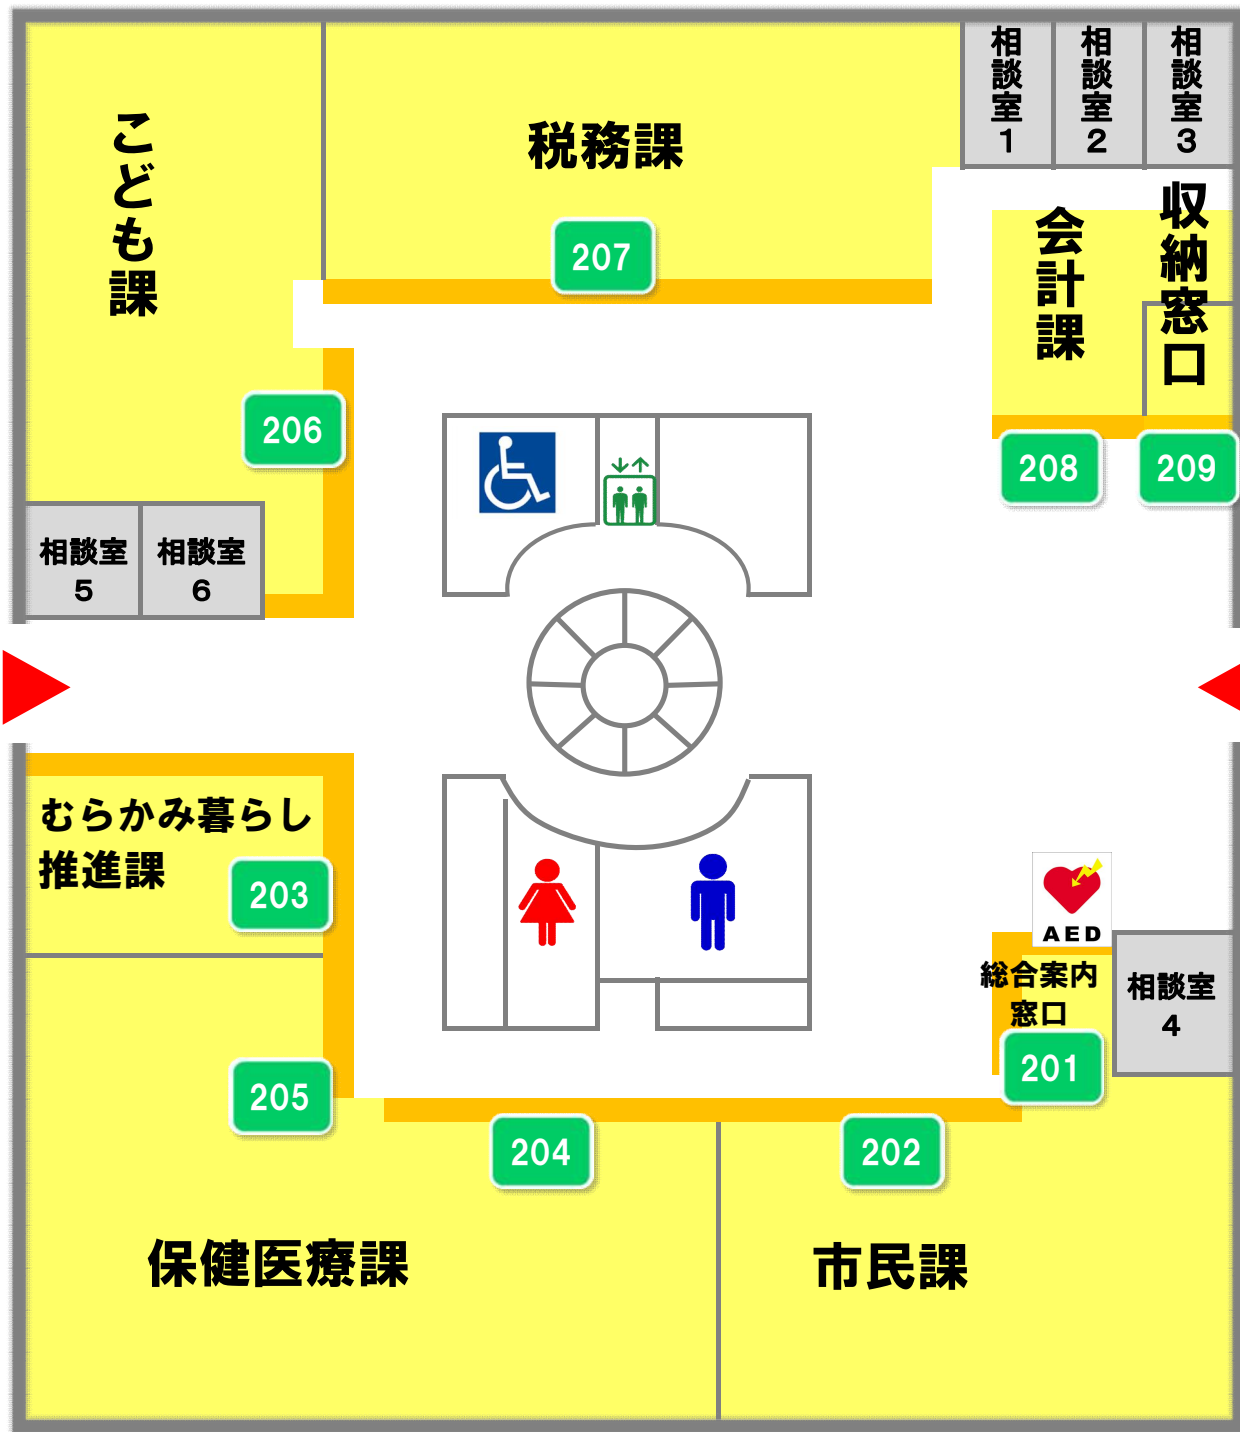 こども課
税務課
相談室1
相談室2
相談室3
会計課
収納窓口
207
206
208
209
相談室
5
相談室
6
むらかみ暮らし
推進課
203
AED
総合案内
窓口
201
相談室
4
205
204
202
保健医療課
市民課